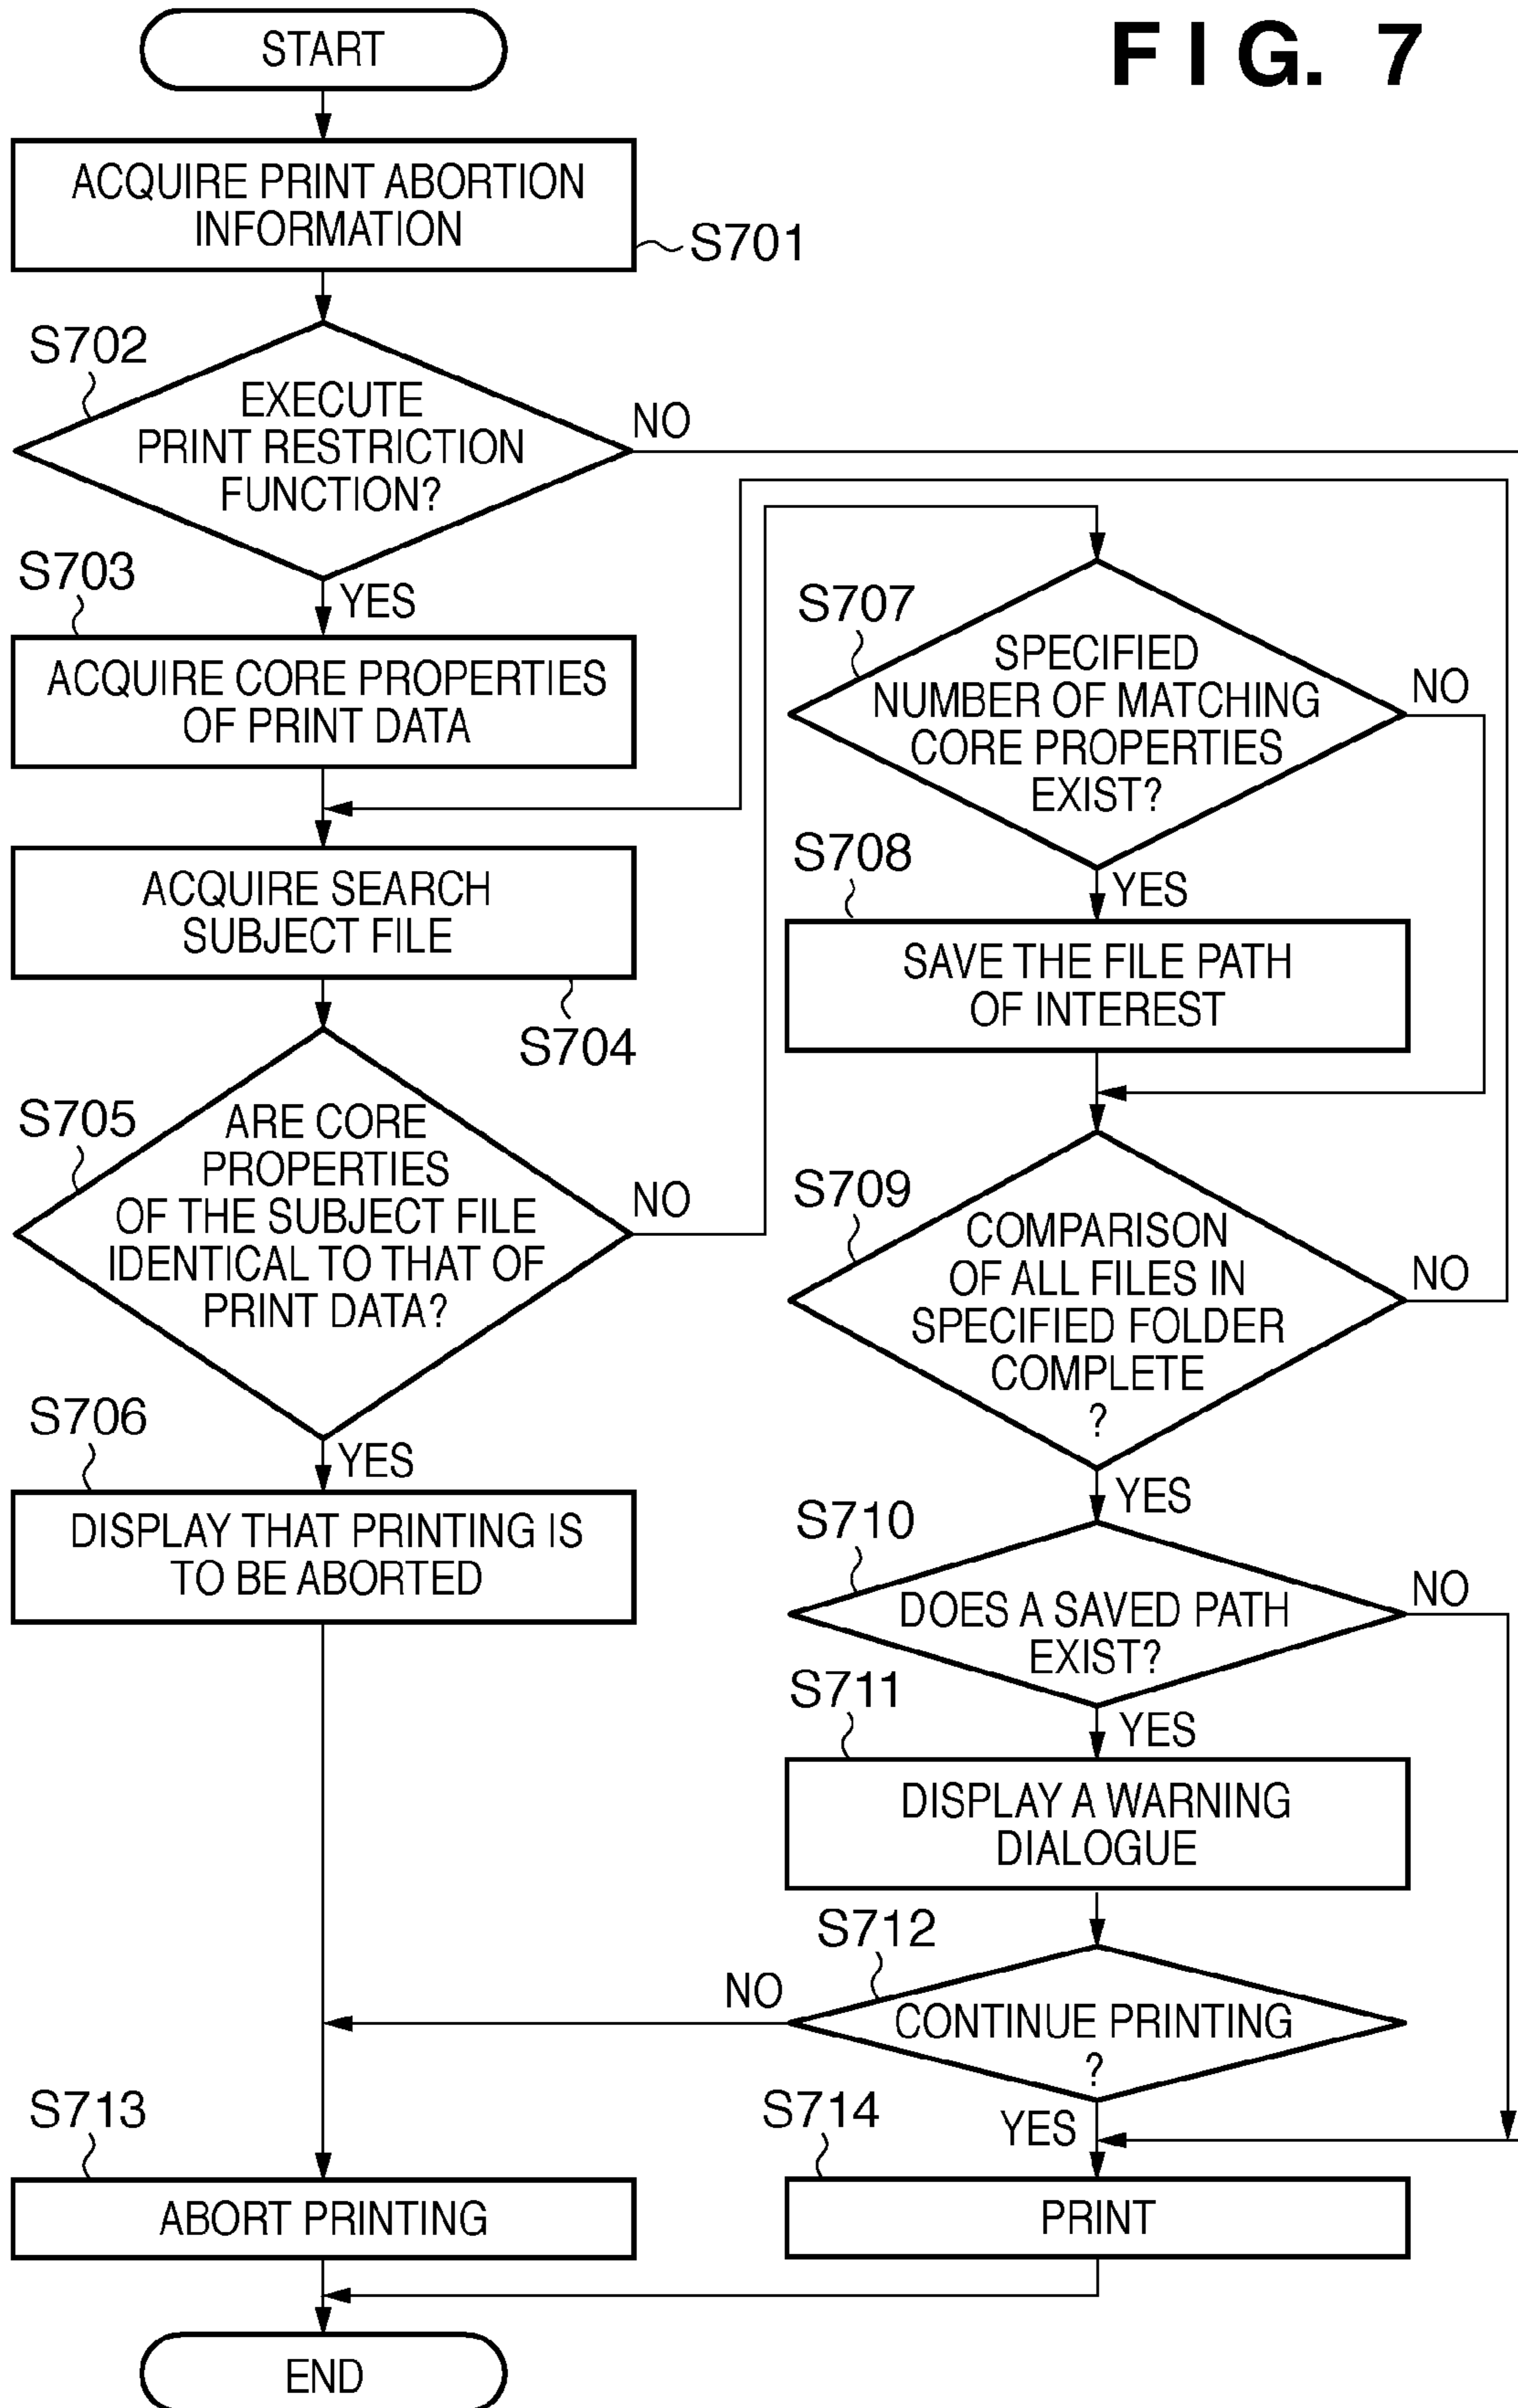 FIG. 7
START
ACQUIRE PRINT ABORTION
INFORMATION
S701
S702
EXECUTE
PRINT RESTRICTION
FUNCTION?
NO
YES
S703
ACQUIRE CORE PROPERTIES
OF PRINT DATA
ACQUIRE SEARCH
SUBJECT FILE
S704
S705
ARE CORE
PROPERTIES
OF THE SUBJECT FILE
IDENTICAL TO THAT OF
PRINT DATA?
NO
YES
S706
DISPLAY THAT PRINTING IS
TO BE ABORTED
S707
SPECIFIED
NUMBER OF MATCHING
CORE PROPERTIES
EXIST?
NO
YES
S708
SAVE THE FILE PATH
OF INTEREST
S709
COMPARISON
OF ALL FILES IN
SPECIFIED FOLDER
COMPLETE
?
NO
YES
S710
DOES A SAVED PATH
EXIST?
NO
YES
S711
DISPLAY A WARNING
DIALOGUE
S712
CONTINUE PRINTING
?
NO
YES
S713
ABORT PRINTING
S714
PRINT
END